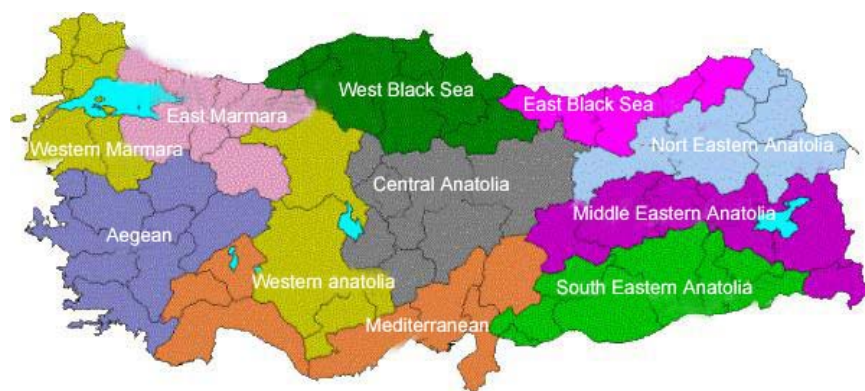 West Black Sea
East Black Sea
East Marmara
Western Marmara
Nort Eastern Anatolia
Central Anatolia
Middle Eastern Anatolia
Aegean
Western anatolia
South Eastern Anatolia
Mediterranean